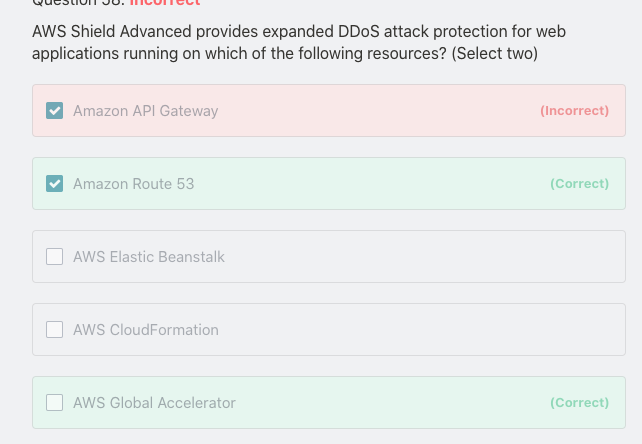 Question 58: Incorrect
AWS Shield Advanced provides expanded DDoS attack protection for web
applications running on which of the following resources? (Select two)
Amazon API Gateway (Incorrect)
Amazon Route 53 (Correct)
AWS Elastic Beanstalk
AWS CloudFormation
AWS Global Accelerator (Correct)